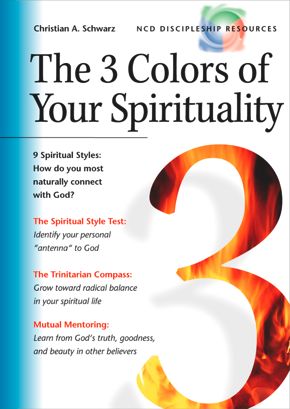 Christian A. Schwarz NCD DISCIPLESHIP RESOURCES
The 3 Colors of
Your Spirituality
9 Spiritual Styles:
How do you most
naturally connect
with God?
The Spiritual Style Test:
Identify your personal
“antenna” to God
The Trinitarian Compass:
Grow toward radical balance
in your spiritual life
Mutual Mentoring:
Learn from God’s truth, goodness,
and beauty in other believers
3